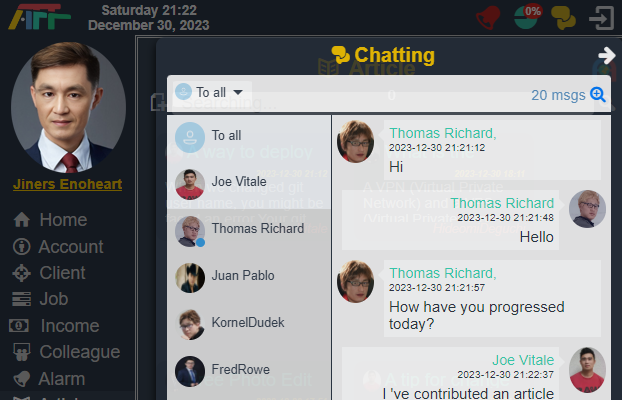 AFF
Saturday 21:22
December 30, 2023
0%
Jiners Enoheart
Home
Account
Client
Job
Income
Colleague
Alarm
Chatting
Article
To all
0
20 msgs
To all
Joe Vitale
Thomas Richard
Juan Pablo
KornelDudek
FredRowe
Thomas Richard,
2023-12-30 21:21:12
Hi
Thomas Richard
2023-12-30 21:21:48
Hello
Thomas Richard,
2023-12-30 21:21:57
How have you progressed
today?
Joe Vitale
2023-12-30 21:22:37
I 've contributed an article